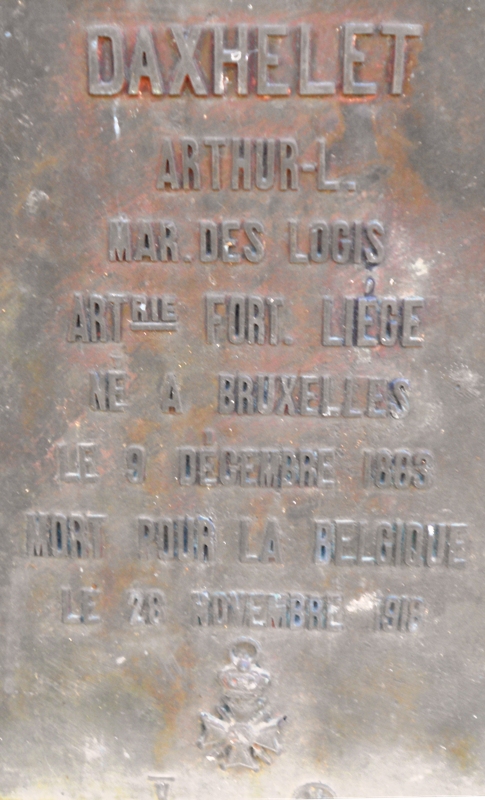 DAXHELET
ARTHUR-L.
MAR. DES LOGIS
ARTRIE FORT. LIÉGE
NÉ A BRUXELLES
LE 9 DÉCEMBRE 1883
MORT POUR LA BELGIQUE
LE 28 NOVEMBRE 1918
V